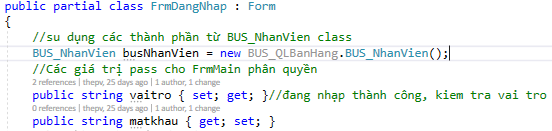 public partial class FrmDangNhap : Form
{
//su dụng các thành phần từ BUS_NhanVien class
BUS_NhanVien busNhanVien = new BUS_QLBanHang.BUS_NhanVien();
//Các giá trị pass cho FrmMain phân quyền
2 references | thepv, 25 days ago | 1 author, 1 change
public string vaitro { set; get; }//đang nhập thành công, kiem tra vai tro
0 references | thepv, 25 days ago | 1 author, 1 change
public string matkhau { get; set; }